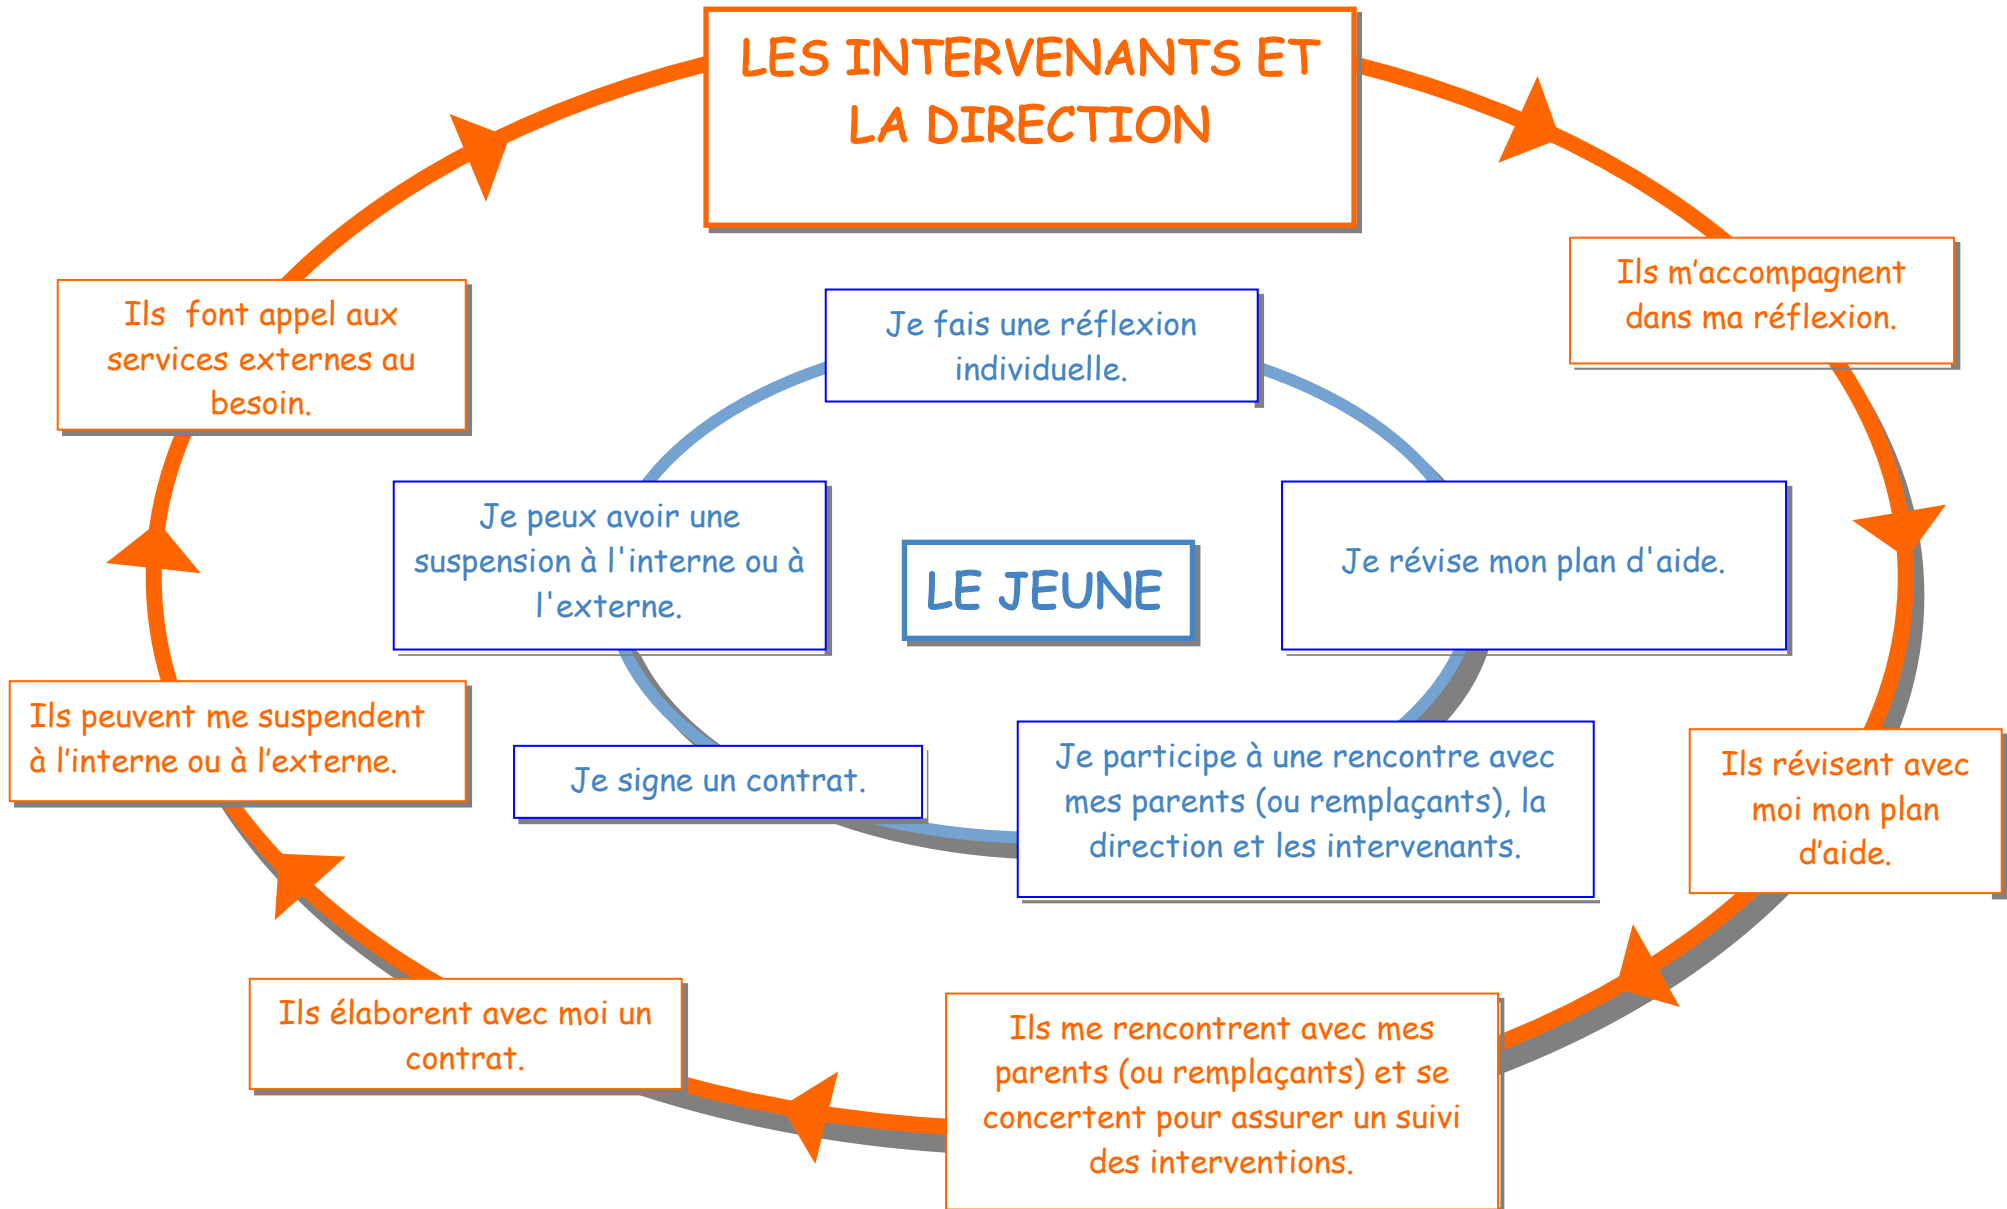 LES INTERVENANTS ET
LA DIRECTION
Ils m’accompagnent
dans ma réflexion.
Ils révisent avec
moi mon plan
d’aide.
Ils me rencontrent avec mes
parents (ou remplaçants) et se
concertent pour assurer un suivi
des interventions.
Ils élaborent avec moi un
contrat.
Ils peuvent me suspendent
à l’interne ou à l’externe.
Ils  font appel aux
services externes au
besoin.
LE JEUNE
Je fais une réflexion
individuelle.
Je révise mon plan d'aide.
Je participe à une rencontre avec
mes parents (ou remplaçants), la
direction et les intervenants.
Je signe un contrat.
Je peux avoir une
suspension à l'interne ou à
l'externe.